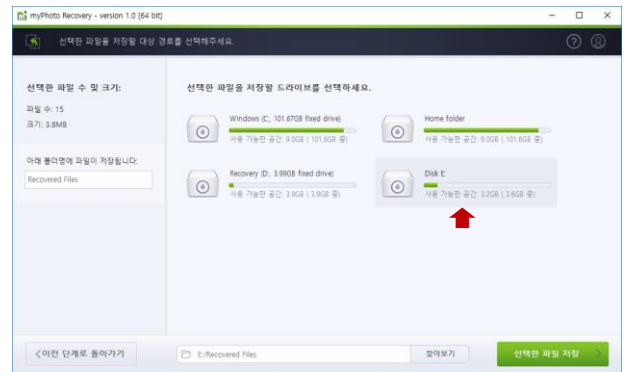 myPhoto Recovery - version 1.0 (64 bit)
선택한 파일을 저장할 대상 경로를 선택해주세요.
선택한 파일 수 및 크기:
파일 수: 15
크기: 3.8MB
아래 폴더명에 파일이 저장됩니다:
Recovered Files
선택한 파일을 저장할 드라이브를 선택하세요.
Windows (C:, 101.67GB fixed drive)
사용 가능한 공간: 9.0GB ( 101.6GB 중)
Home folder
사용 가능한 공간: 9.0GB ( 101.6GB 중)
Recovery (D:, 3.99GB fixed drive)
사용 가능한 공간: 3.9GB ( 3.9GB 중)
Disk E:
사용 가능한 공간: 3.2GB ( 3.6GB 중)
이전 단계로 돌아가기
E:/Recovered Files
찾아보기
선택한 파일 저장